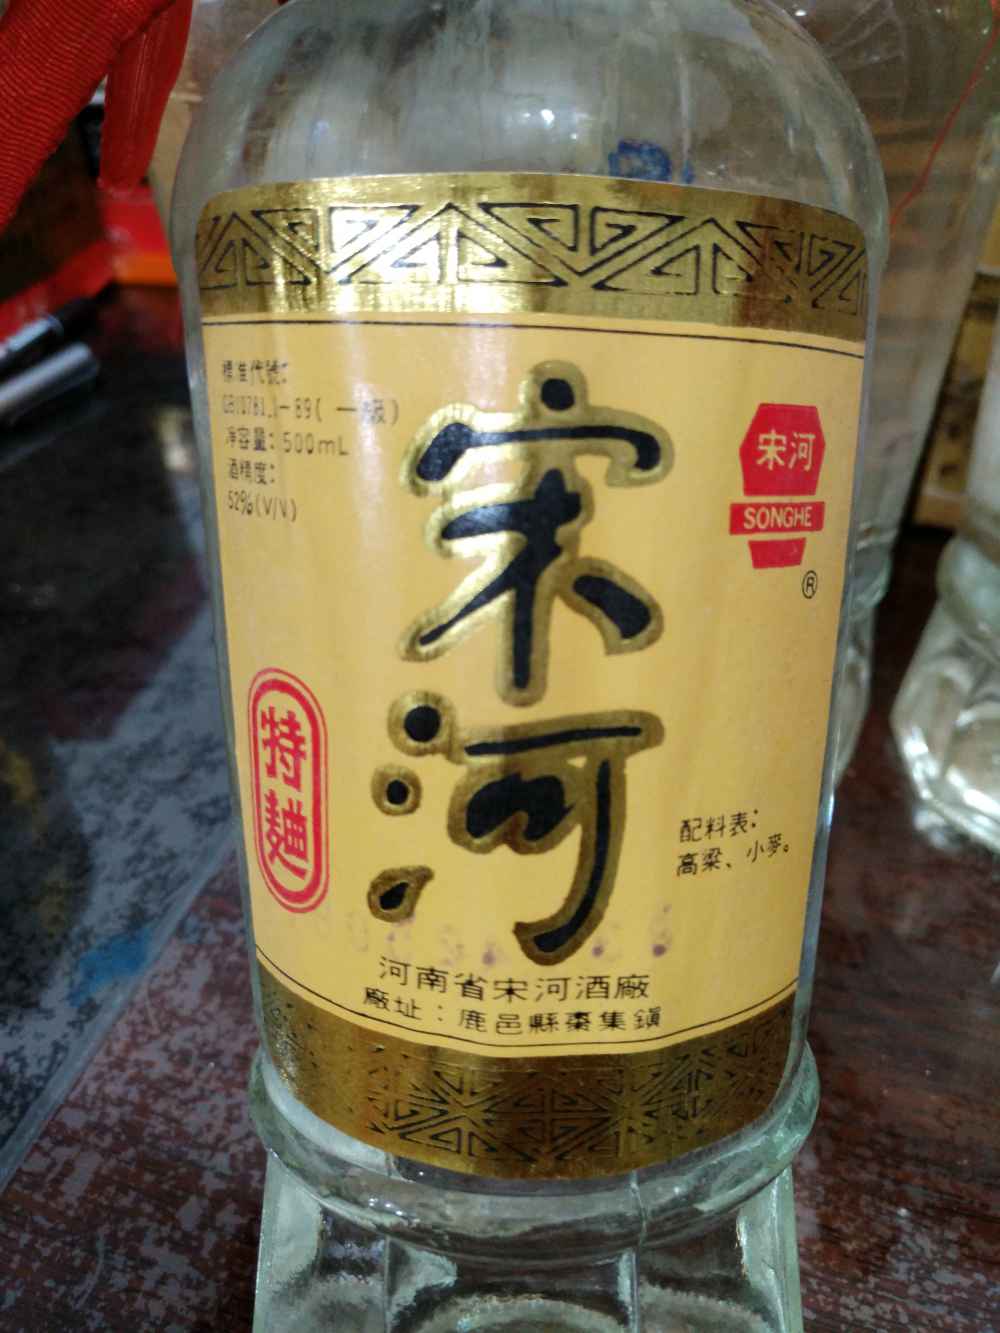 標准代號:
GB10781.1-89(一級)
净容量:500mL
酒精度:
52%(V/V)
宋河
宋河
SONGHE
®
特麯
配料表:
高粱、小麥。
河南省宋河酒廠
廠址:鹿邑縣棗集鎮